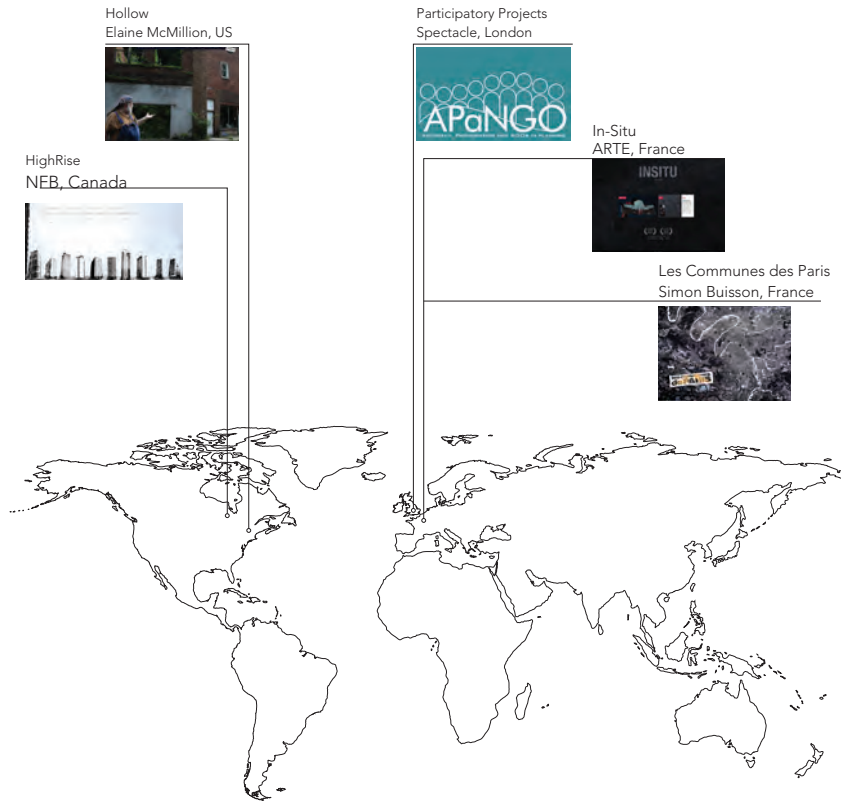 Hollow
Elaine McMillion, US
Participatory Projects
Spectacle, London
APaNGO
In-Situ
ARTE, France
INSITU
HighRise
NFB, Canada
Les Communes des Paris
Simon Buisson, France